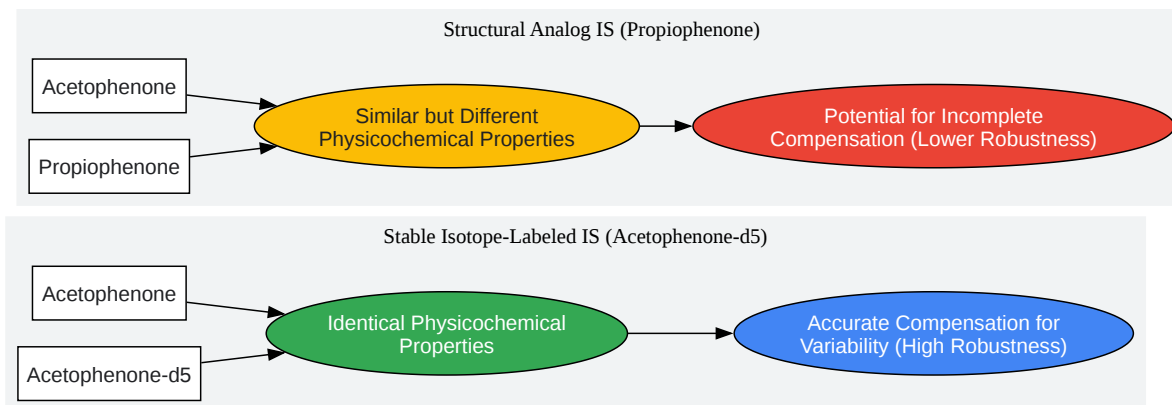 Structural Analog IS (Propiophenone)
Acetophenone
Propiophenone
Similar but Different
Physicochemical Properties
Potential for Incomplete
Compensation (Lower Robustness)
Stable Isotope-Labeled IS (Acetophenone-d5)
Acetophenone
Acetophenone-d5
Identical Physicochemical
Properties
Accurate Compensation for
Variability (High Robustness)